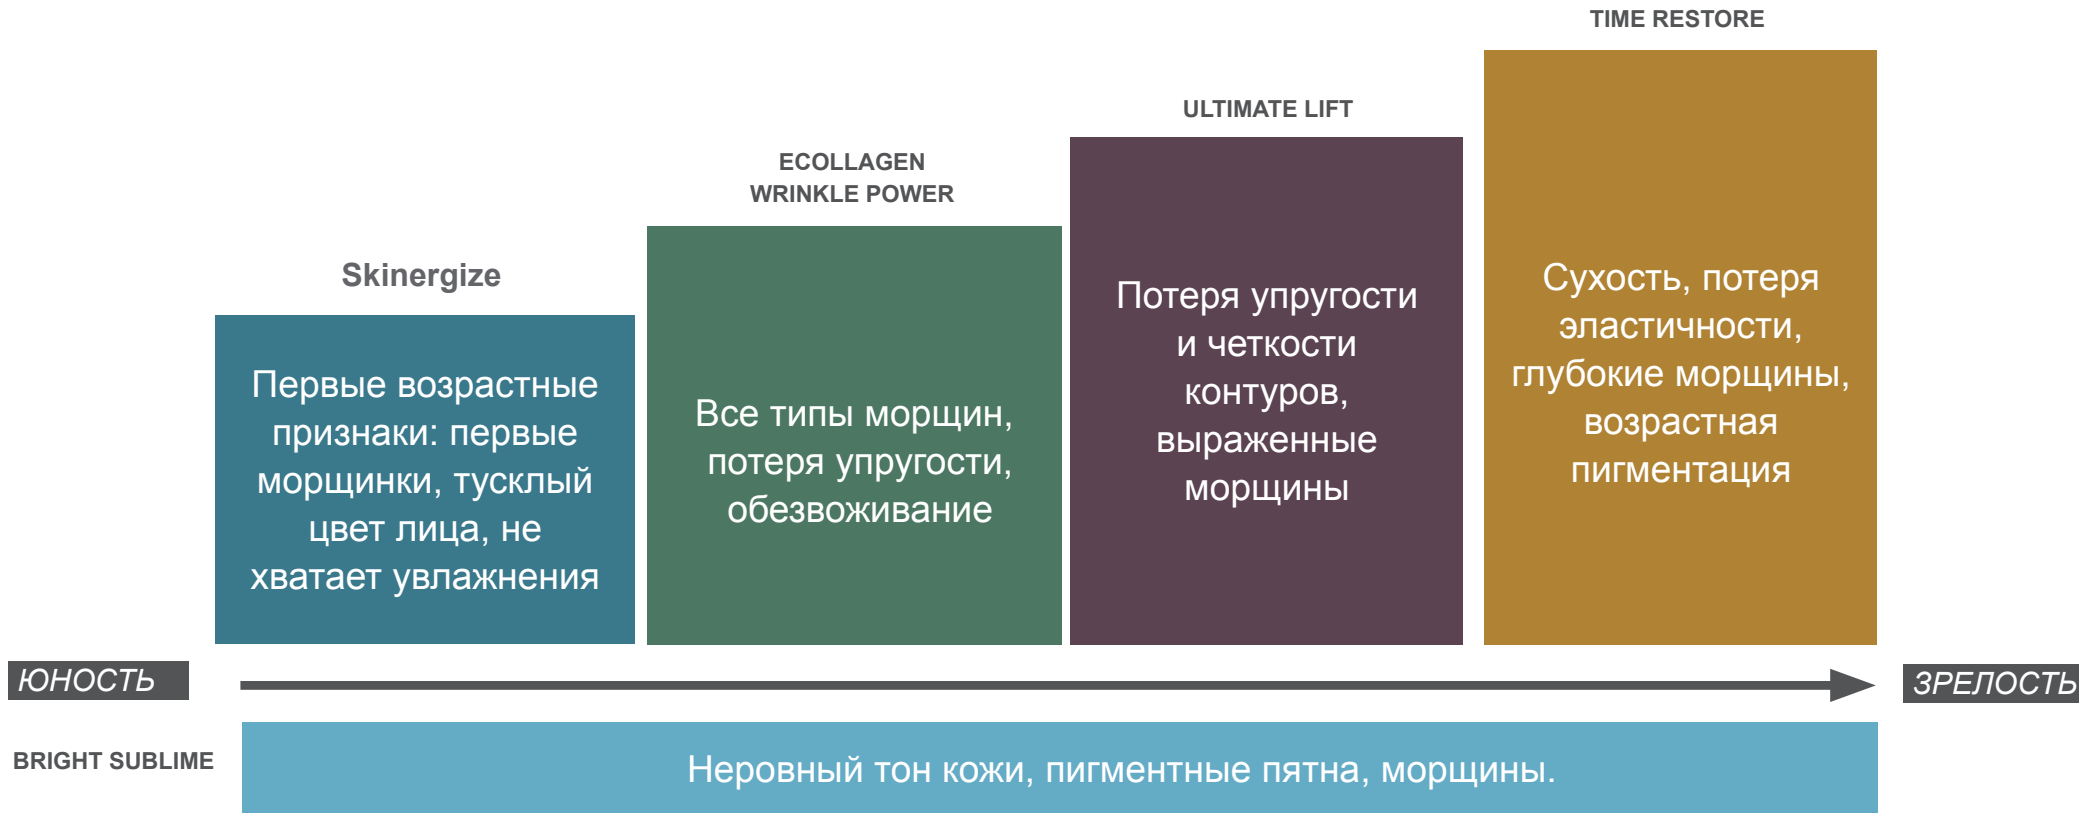 TIME RESTORE
ULTIMATE LIFT
ECOLLAGEN
WRINKLE POWER
Skinergize
Первые возрастные
признаки: первые
морщинки, тусклый
цвет лица, не
хватает увлажнения
Все типы морщин,
потеря упругости,
обезвоживание
Потеря упругости
и четкости
контуров,
выраженные
морщины
Сухость, потеря
эластичности,
глубокие морщины,
возрастная
пигментация
ЮНОСТЬ
ЗРЕЛОСТЬ
BRIGHT SUBLIME
Неровный тон кожи, пигментные пятна, морщины.